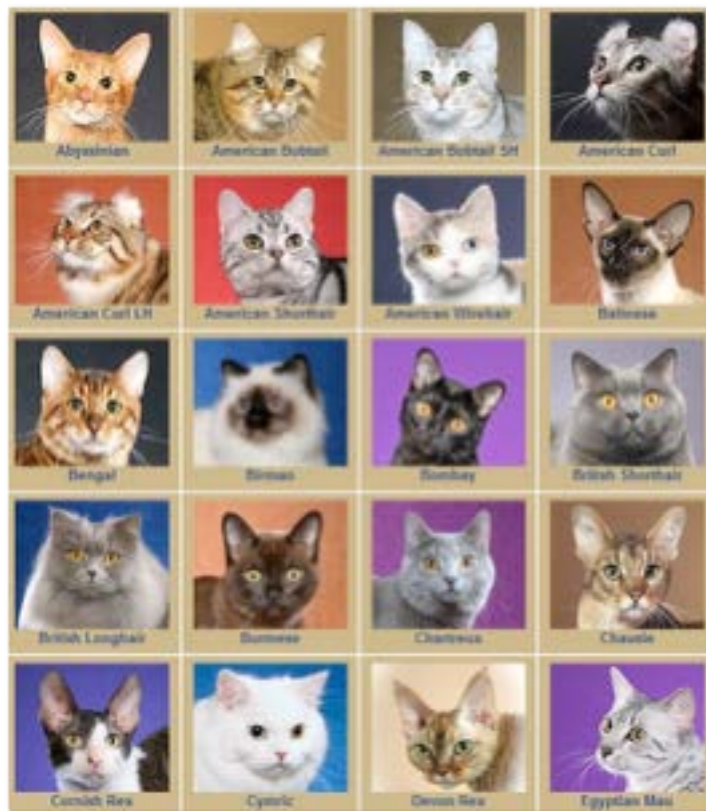 Abyssinian
American Bobtail
American Bobtail SH
American Curl
American Curl LH
American Shorthair
American Wirehair
Balinese
Bengal
Birman
Bombay
British Shorthair
British Longhair
Burmese
Chartreux
Chausie
Cornish Rex
Cymric
Devon Rex
Egyptian Mau